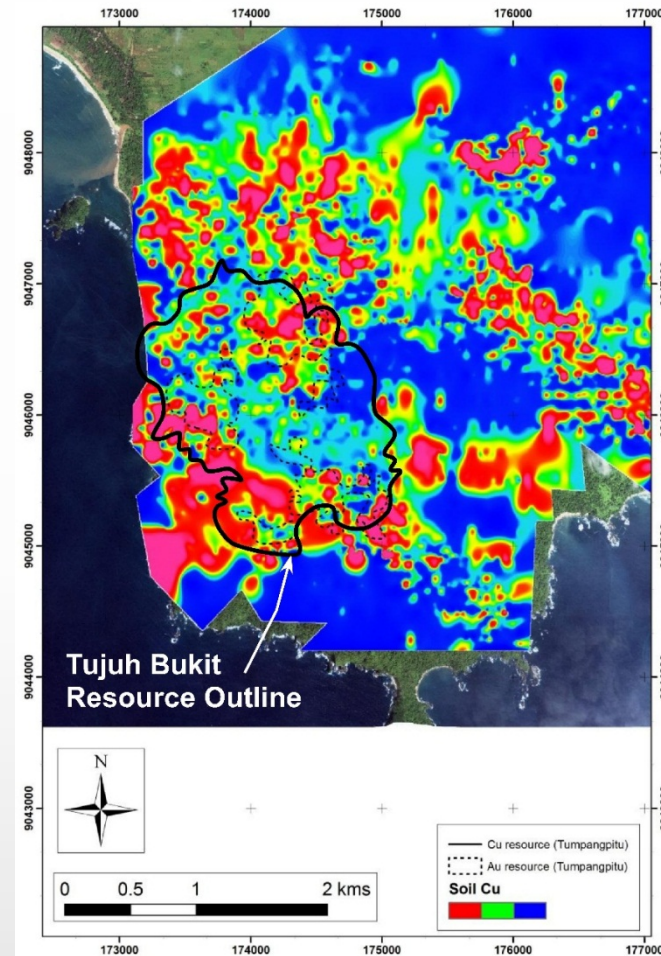 173000 174000 175000 176000 177000
9048000
9047000
9046000
9045000
9044000
9043000
Tujuh Bukit
Resource Outline
N
0 0.5 1 2 kms
Cu resource (Tumpangpitu)
Au resource (Tumpangpitu)
Soil Cu
173000 174000 175000 176000 177000